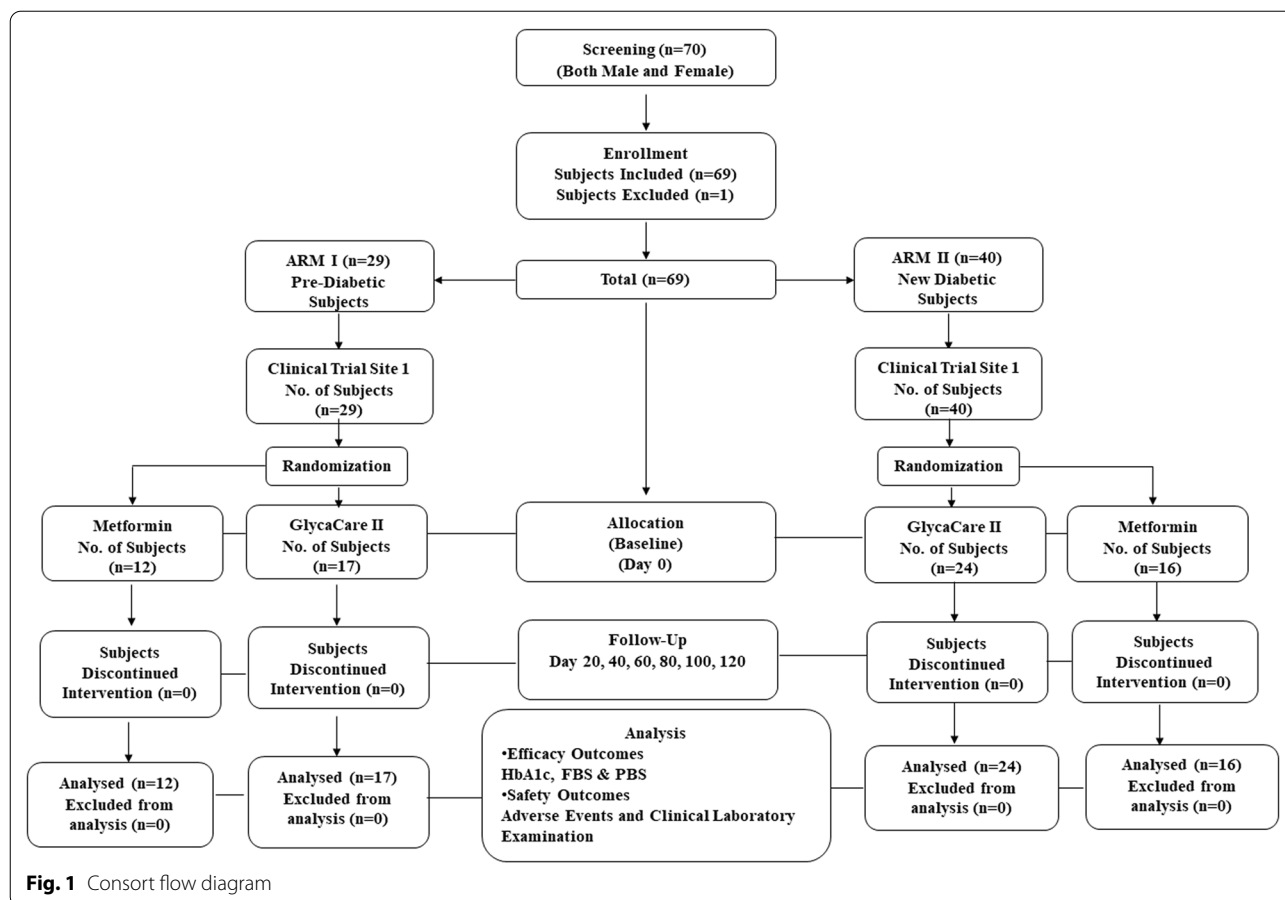 Screening (n=70)
(Both Male and Female)
Enrollment
Subjects Included (n=69)
Subjects Excluded (n=1)
ARM I (n=29)
Pre-Diabetic
Subjects
Total (n=69)
ARM II (n=40)
New Diabetic
Subjects
Clinical Trial Site 1
No. of Subjects
(n=29)
Clinical Trial Site 1
No. of Subjects
(n=40)
Randomization
Randomization
Metformin
No. of Subjects
(n=12)
GlycaCare II
No. of Subjects
(n=17)
Allocation
(Baseline)
(Day 0)
GlycaCare II
No. of Subjects
(n=24)
Metformin
No. of Subjects
(n=16)
Subjects
Discontinued
Intervention (n=0)
Subjects
Discontinued
Intervention (n=0)
Follow-Up
Day 20, 40, 60, 80, 100, 120
Subjects
Discontinued
Intervention (n=0)
Subjects
Discontinued
Intervention (n=0)
Analysed (n=12)
Excluded from
analysis (n=0)
Analysed (n=17)
Excluded from
analysis (n=0)
Analysis
•Efficacy Outcomes
HbA1c, FBS & PBS
•Safety Outcomes
Adverse Events and Clinical Laboratory
Examination
Analysed (n=24)
Excluded from
analysis (n=0)
Analysed (n=16)
Excluded from
analysis (n=0)
Fig. 1 Consort flow diagram